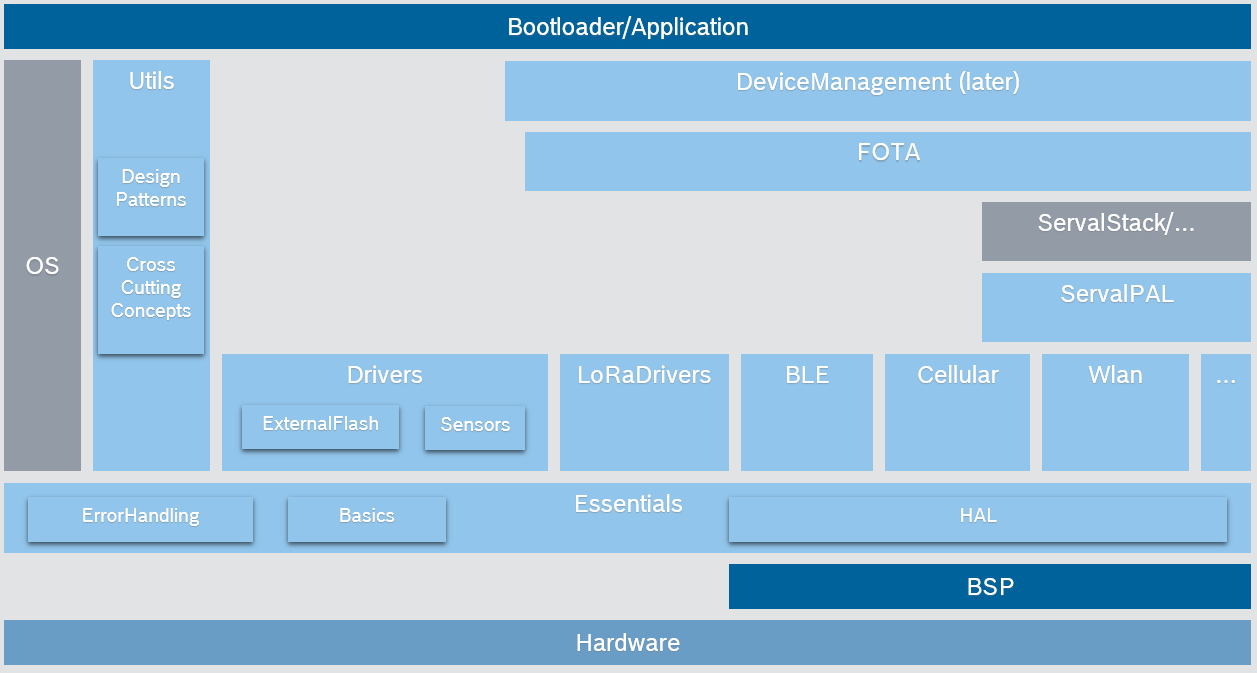 Bootloader/Application
OS
Utils
Design
Patterns
Cross
Cutting
Concepts
DeviceManagement (later)
FOTA
ServalStack/...
ServalPAL
Drivers
ExternalFlash
Sensors
LoRaDrivers
BLE
Cellular
Wlan
...
Essentials
ErrorHandling
Basics
HAL
BSP
Hardware